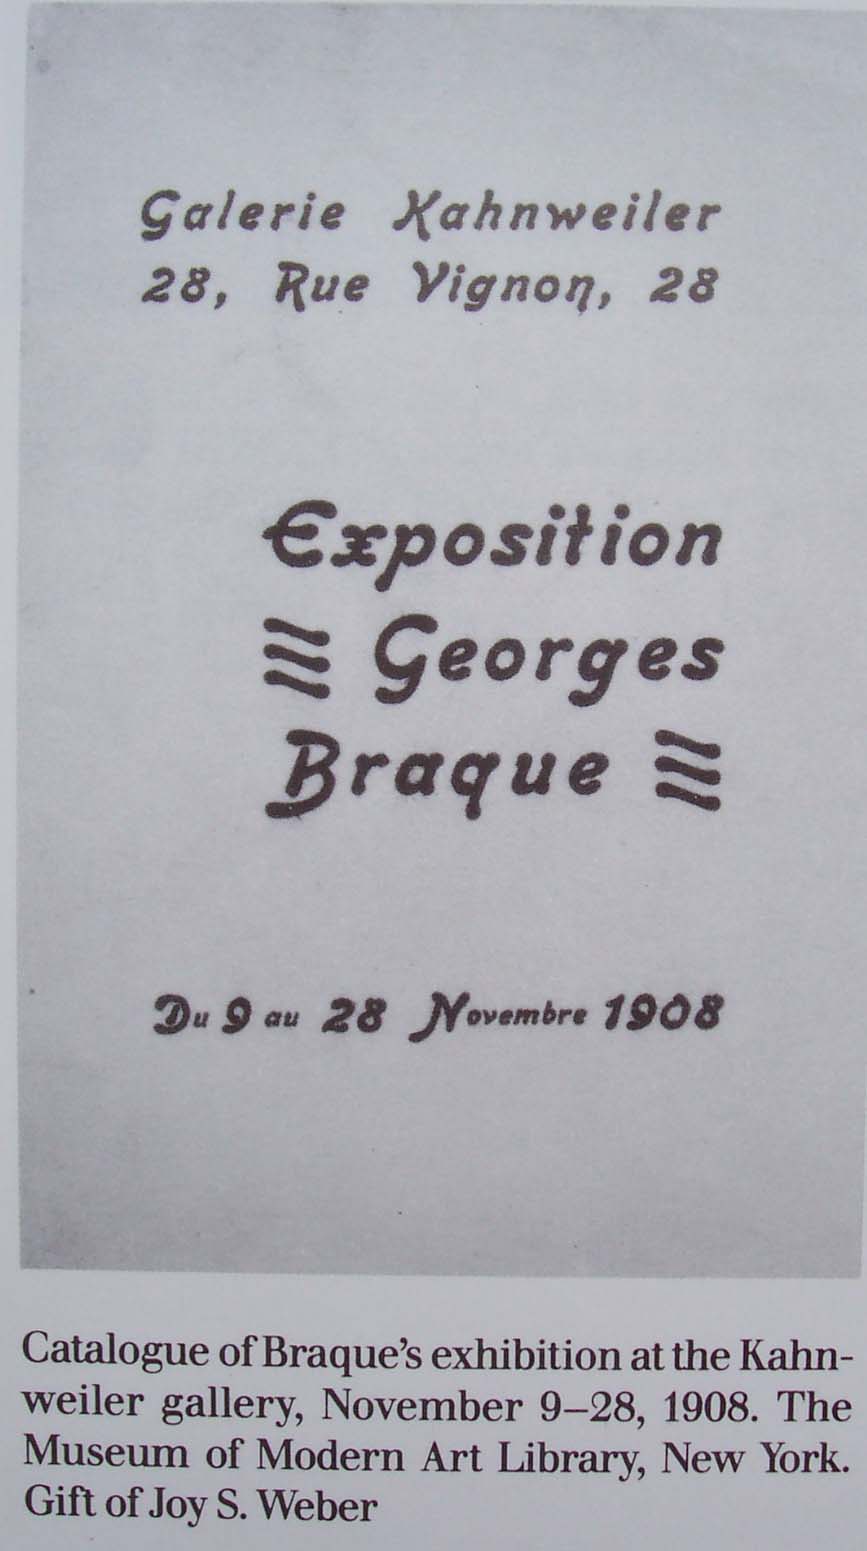 Galerie Kahnweiler
28, Rue Vignon, 28
Exposition
Georges
Braque
Du 9 au 28 Novembre 1908
Catalogue of Braque's exhibition at the Kahn-
weiler gallery, November 9–28, 1908. The
Museum of Modern Art Library, New York.
Gift of Joy S. Weber